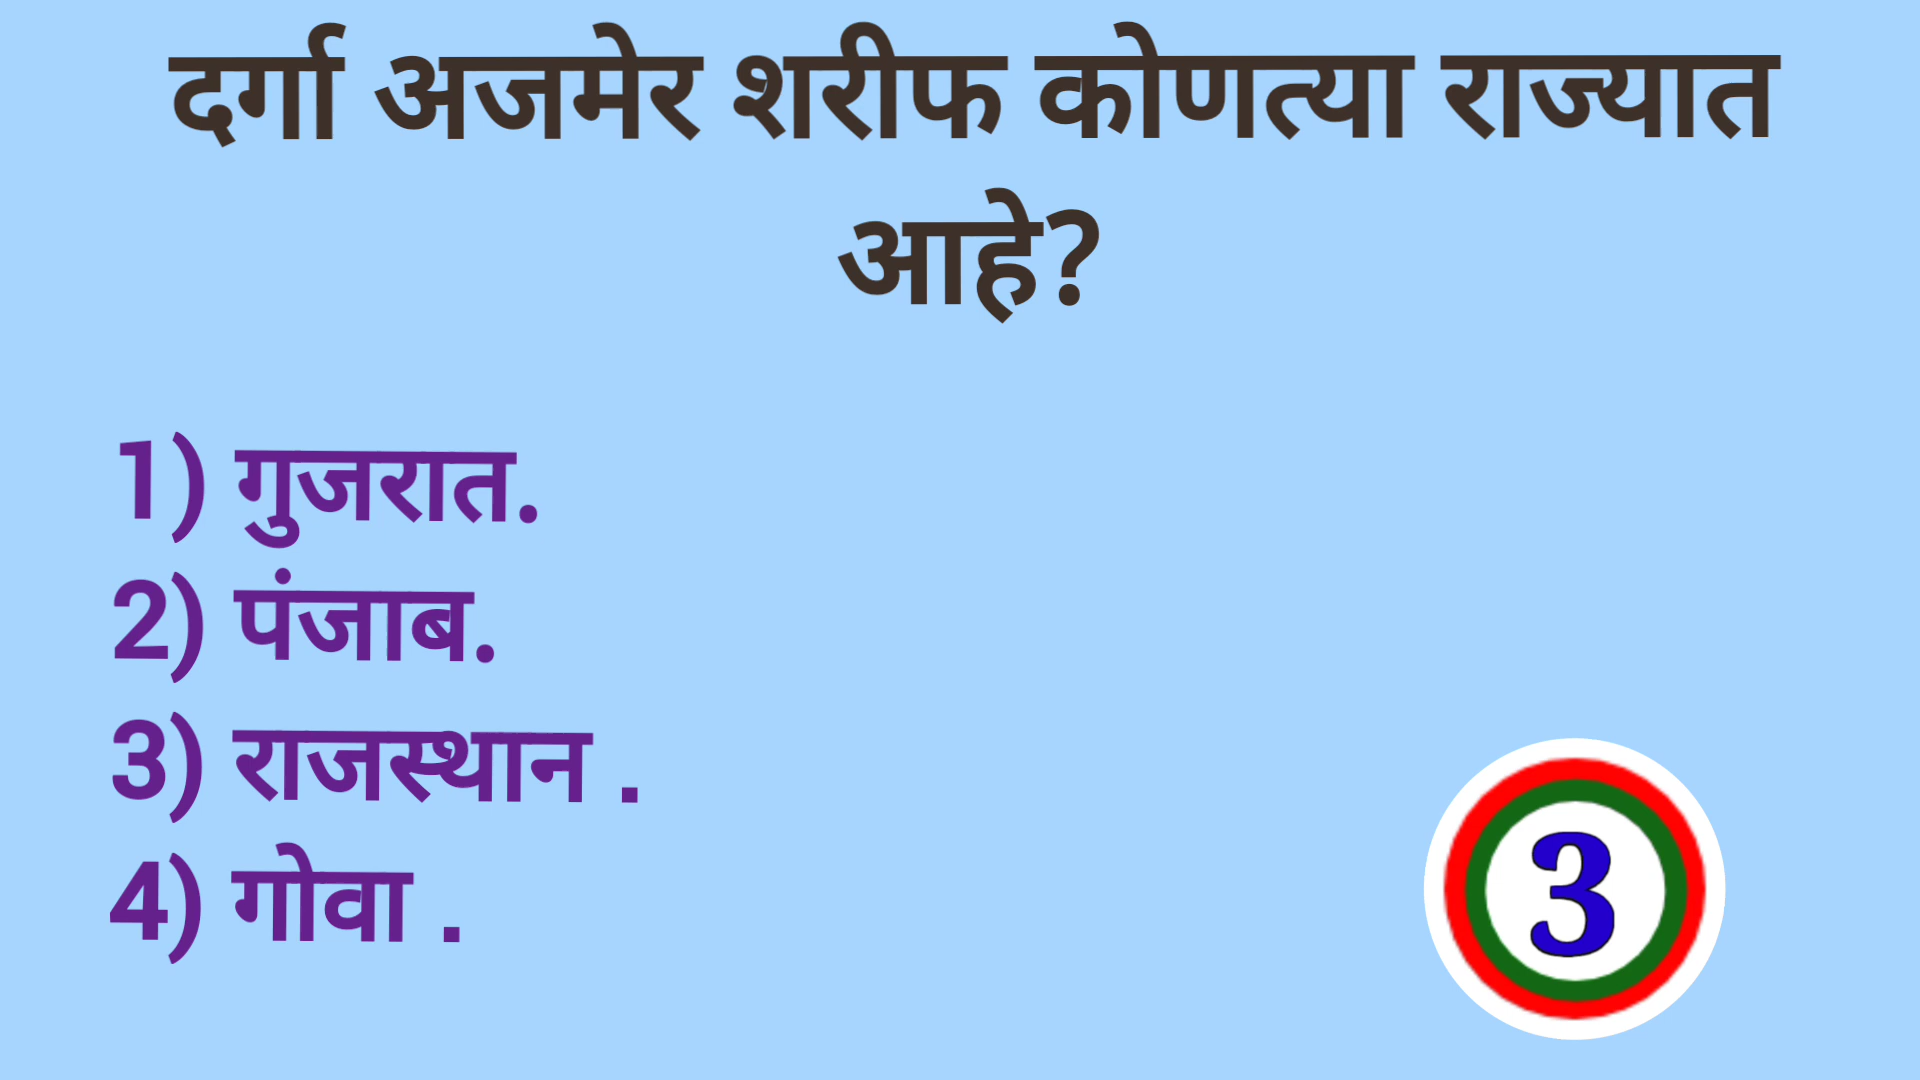 दर्गा अजमेर शरीफ कोणत्या राज्यात
आहे?
1) गुजरात.
2) पंजाब.
3) राजस्थान .
4) गोवा .
3